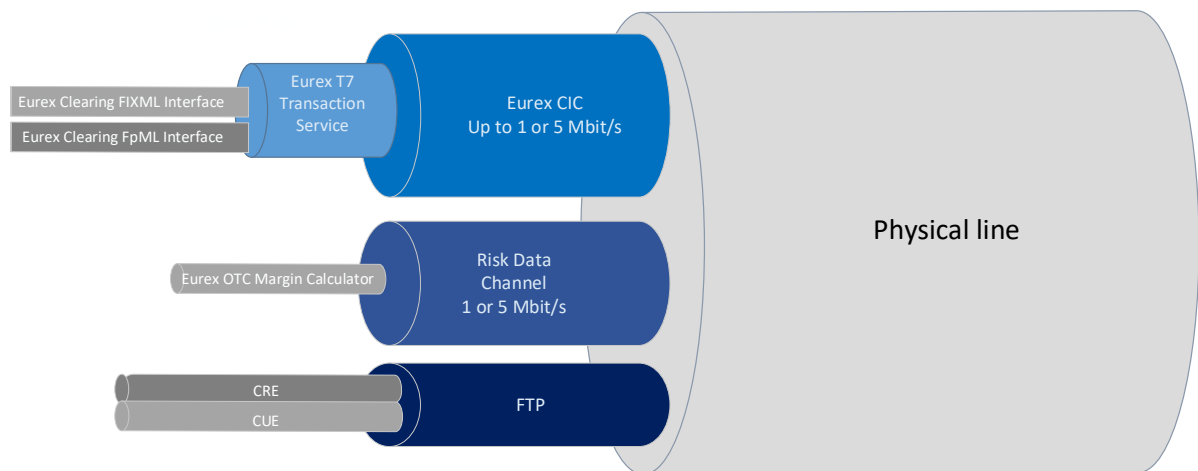 Eurex Clearing FIXML Interface
Eurex Clearing FpML Interface
Eurex T7
Transaction
Service
Eurex CIC
Up to 1 or 5 Mbit/s
Physical line
Eurex OTC Margin Calculator
Risk Data
Channel
1 or 5 Mbit/s
CRE
CUE
FTP